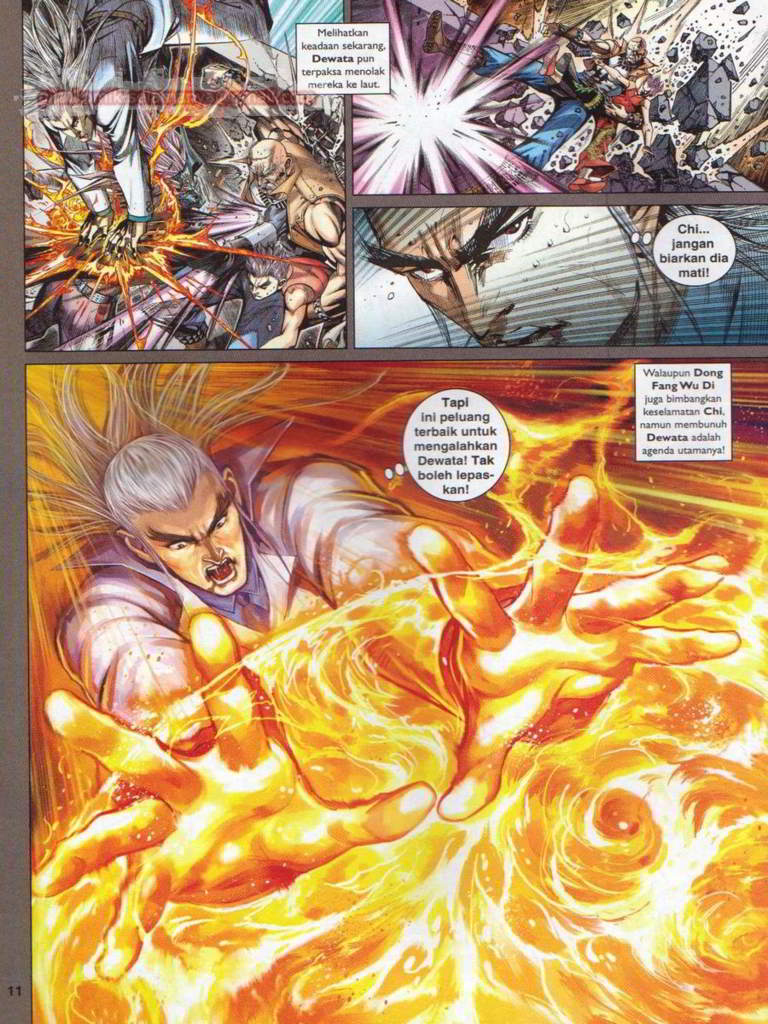 Melihatkan
keadaan sekarang,
Dewata pun
terpaksa menolak
mereka ke laut.
Chi...
jangan
biarkan dia
mati!
Tapi
ini peluang
terbaik untuk
mengalahkan
Dewata! Tak
boleh lepas-
kan!
Walaupun Dong
Fang Wu Di
juga bimbangkan
keselamatan Chi,
namun membunuh
Dewata adalah
agenda utamanya!
11